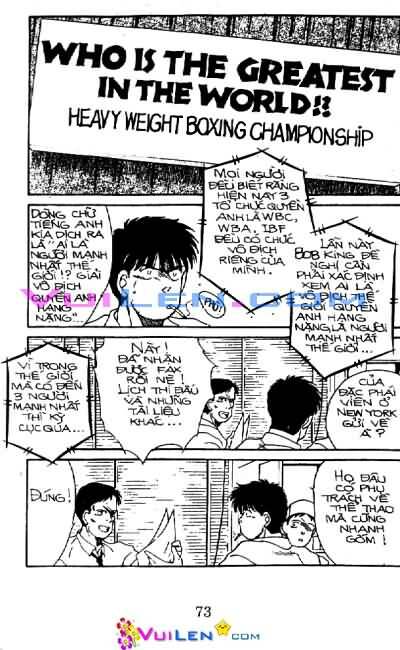 WHO IS THE GREATEST
IN THE WORLD!!
HEAVY WEIGHT BOXING CHAMPIONSHIP
DÒNG CHỮ
TIẾNG ANH
KIA DỊCH RA
LÀ "AI LÀ
NGƯỜI MẠNH
NHẤT THẾ
GIỚI"!? GIẢI
VÔ ĐỊCH
QUYỀN ANH
HẠNG
NẶNG"...
MỌI NGƯỜI
ĐỀU BIẾT RẰNG
HIỆN NAY 3
TỔ CHỨC QUYỀN
ANH LÀ WBC,
WBA, IBF
ĐỀU CÓ CHỨC
VÔ ĐỊCH
RIÊNG CỦA
MÌNH.
LẦN NÀY
BOB KING ĐỀ
NGHỊ CẦN
PHẢI XÁC ĐỊNH
XEM AI LÀ
VÔ ĐỊCH THẾ
GIỚI QUYỀN
ANH HẠNG
NẶNG LÀ NGƯỜI
MẠNH NHẤT
THẾ GIỚI...
PHÙ!
VUILEN.COM
VÌ TRONG
THẾ GIỚI
MÀ CÓ ĐẾN
3 NGƯỜI
MẠNH NHẤT
THÌ KỲ
CỤC QUÁ...
NÀY!
ĐÃ NHẬN
ĐƯỢC FAX
RỒI NÈ!
LỊCH THI ĐẤU
VÀ NHỮNG
TÀI LIỆU
KHÁC...
CỦA
ĐẶC PHÁI
VIÊN Ở
NEW YORK
GỬI VỀ
À?
ĐÚNG!
HỌ ĐÂU
CÓ PHỤ
TRÁCH VỀ
THỂ THAO
MÀ CŨNG
NHANH
GỚM!
73
VUILEN.COM